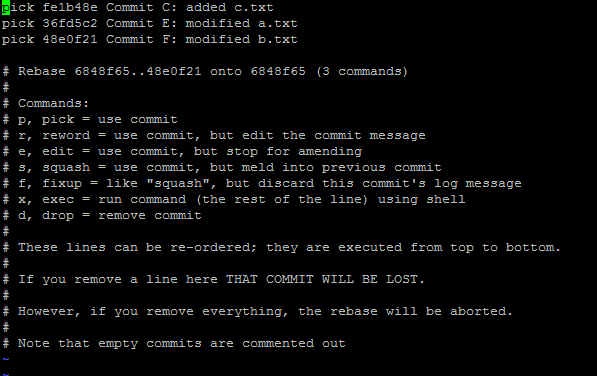 pick fe1b48e Commit C: added c.txt
pick 36fd5c2 Commit E: modified a.txt
pick 48e0f21 Commit F: modified b.txt

# Rebase 6848f65..48e0f21 onto 6848f65 (3 commands)
#
# Commands:
# p, pick = use commit
# r, reword = use commit, but edit the commit message
# e, edit = use commit, but stop for amending
# s, squash = use commit, but meld into previous commit
# f, fixup = like "squash", but discard this commit's log message
# x, exec = run command (the rest of the line) using shell
# d, drop = remove commit
#
# These lines can be re-ordered; they are executed from top to bottom.
#
# If you remove a line here THAT COMMIT WILL BE LOST.
#
# However, if you remove everything, the rebase will be aborted.
#
# Note that empty commits are commented out
~
~